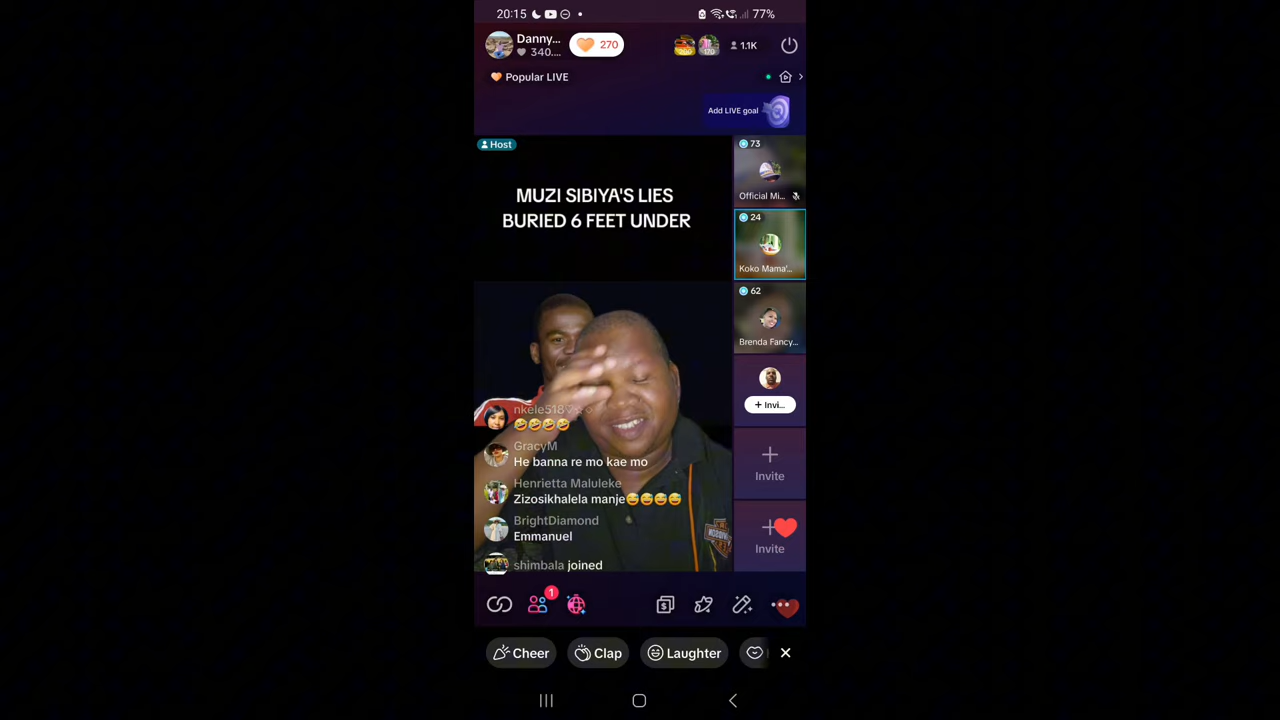 20:15
77%
Danny...
340....
270
200
170
1.1K
Popular LIVE
Add LIVE goal
Host
MUZI SIBIYA'S LIES
BURIED 6 FEET UNDER
73
Official Mi...
24
Koko Mama'...
62
Brenda Fancy...
+ Invi...
Invite
Invite
nkele518
🤣🤣🤣🤣
GracyM
He banna re mo kae mo
Henrietta Maluleke
Zizosikhalela manje😅😅😅😅
BrightDiamond
Emmanuel
shimbala joined
1
Cheer
Clap
Laughter